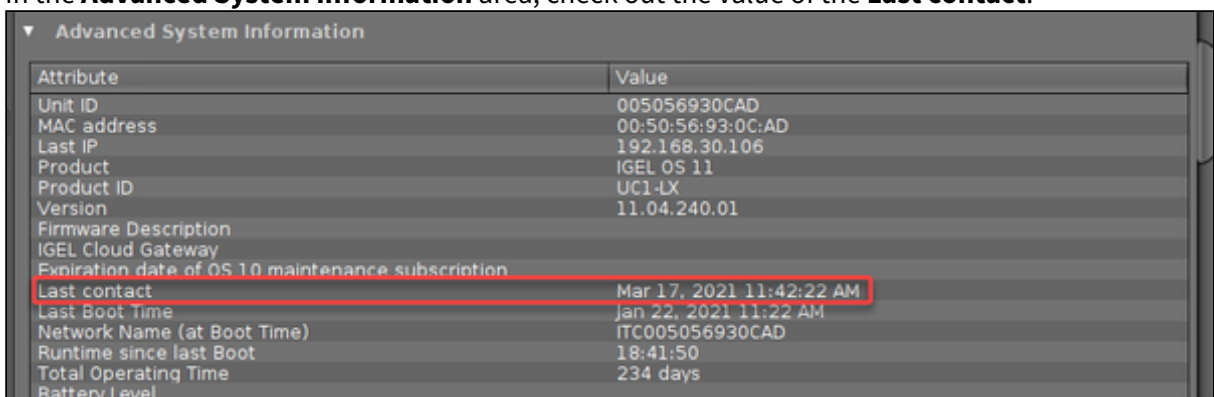 In the Advanced System Information area, check out the value of the Last contact.
Advanced System Information
Attribute Value
Unit ID 005056930CAD
MAC address 00:50:56:93:0C:AD
Last IP 192.168.30.106
Product IGEL OS 11
Product ID UC1-LX
Version 11.04.240.01
Firmware Description
IGEL Cloud Gateway
Expiration date of OS 10 maintenance subscription
Last contact Mar 17, 2021 11:42:22 AM
Last Boot Time Jan 22, 2021 11:22 AM
Network Name (at Boot Time) ITC005056930CAD
Runtime since last Boot 18:41:50
Total Operating Time 234 days
Battery Level